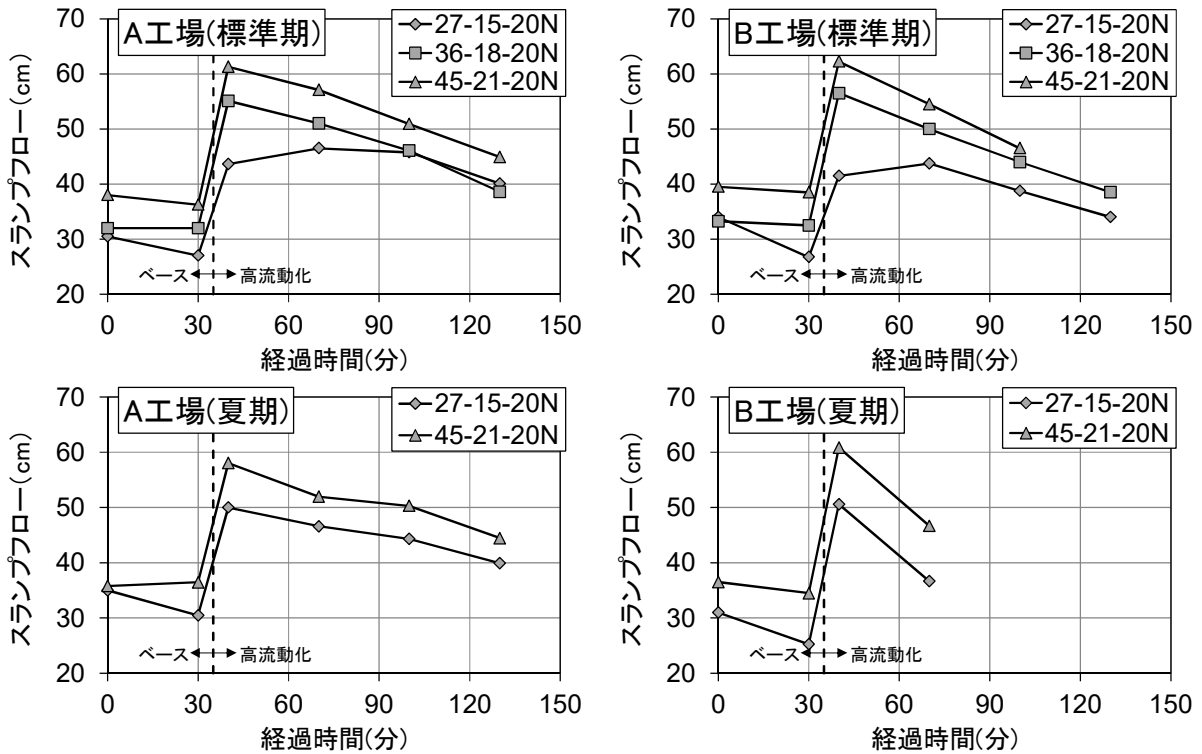 A工場(標準期)
27-15-20N
36-18-20N
45-21-20N
70
60
50
40
30
20
スランプフロー(cm)
ベース
高流動化
0
30
60
90
120
150
経過時間(分)
B工場(標準期)
27-15-20N
36-18-20N
45-21-20N
70
60
50
40
30
20
スランプフロー(cm)
ベース
高流動化
0
30
60
90
120
150
経過時間(分)
A工場(夏期)
27-15-20N
45-21-20N
70
60
50
40
30
20
スランプフロー(cm)
ベース
高流動化
0
30
60
90
120
150
経過時間(分)
B工場(夏期)
27-15-20N
45-21-20N
70
60
50
40
30
20
スランプフロー(cm)
ベース
高流動化
0
30
60
90
120
150
経過時間(分)